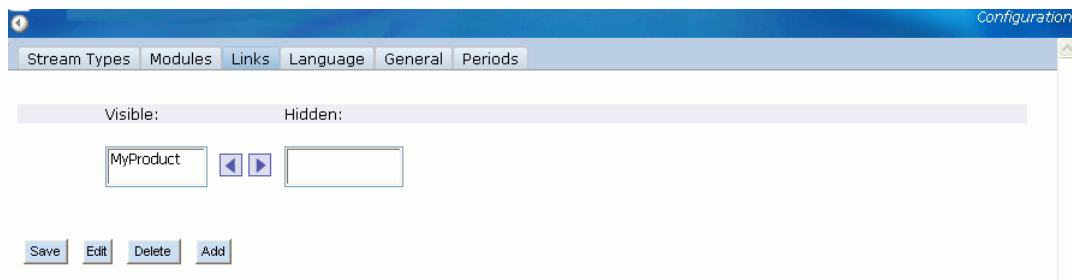 Configuration
Stream Types Modules Links Language General Periods
Visible: Hidden:
MyProduct
Save Edit Delete Add